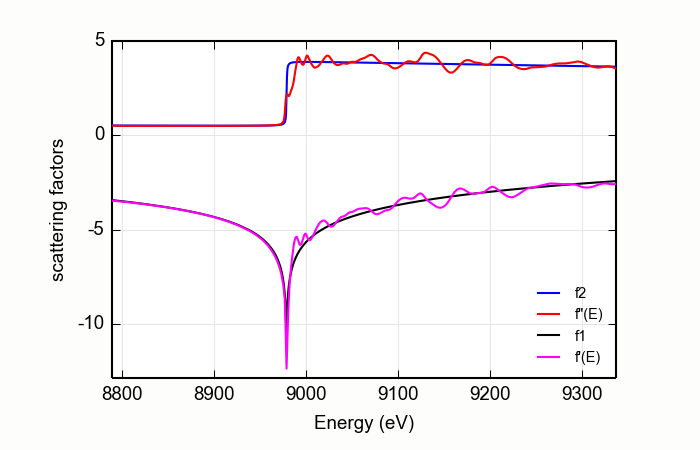 5
0
-5
-10
scattering factors
f2
f"(E)
f1
f'(E)
8800 8900 9000 9100 9200 9300
Energy (eV)